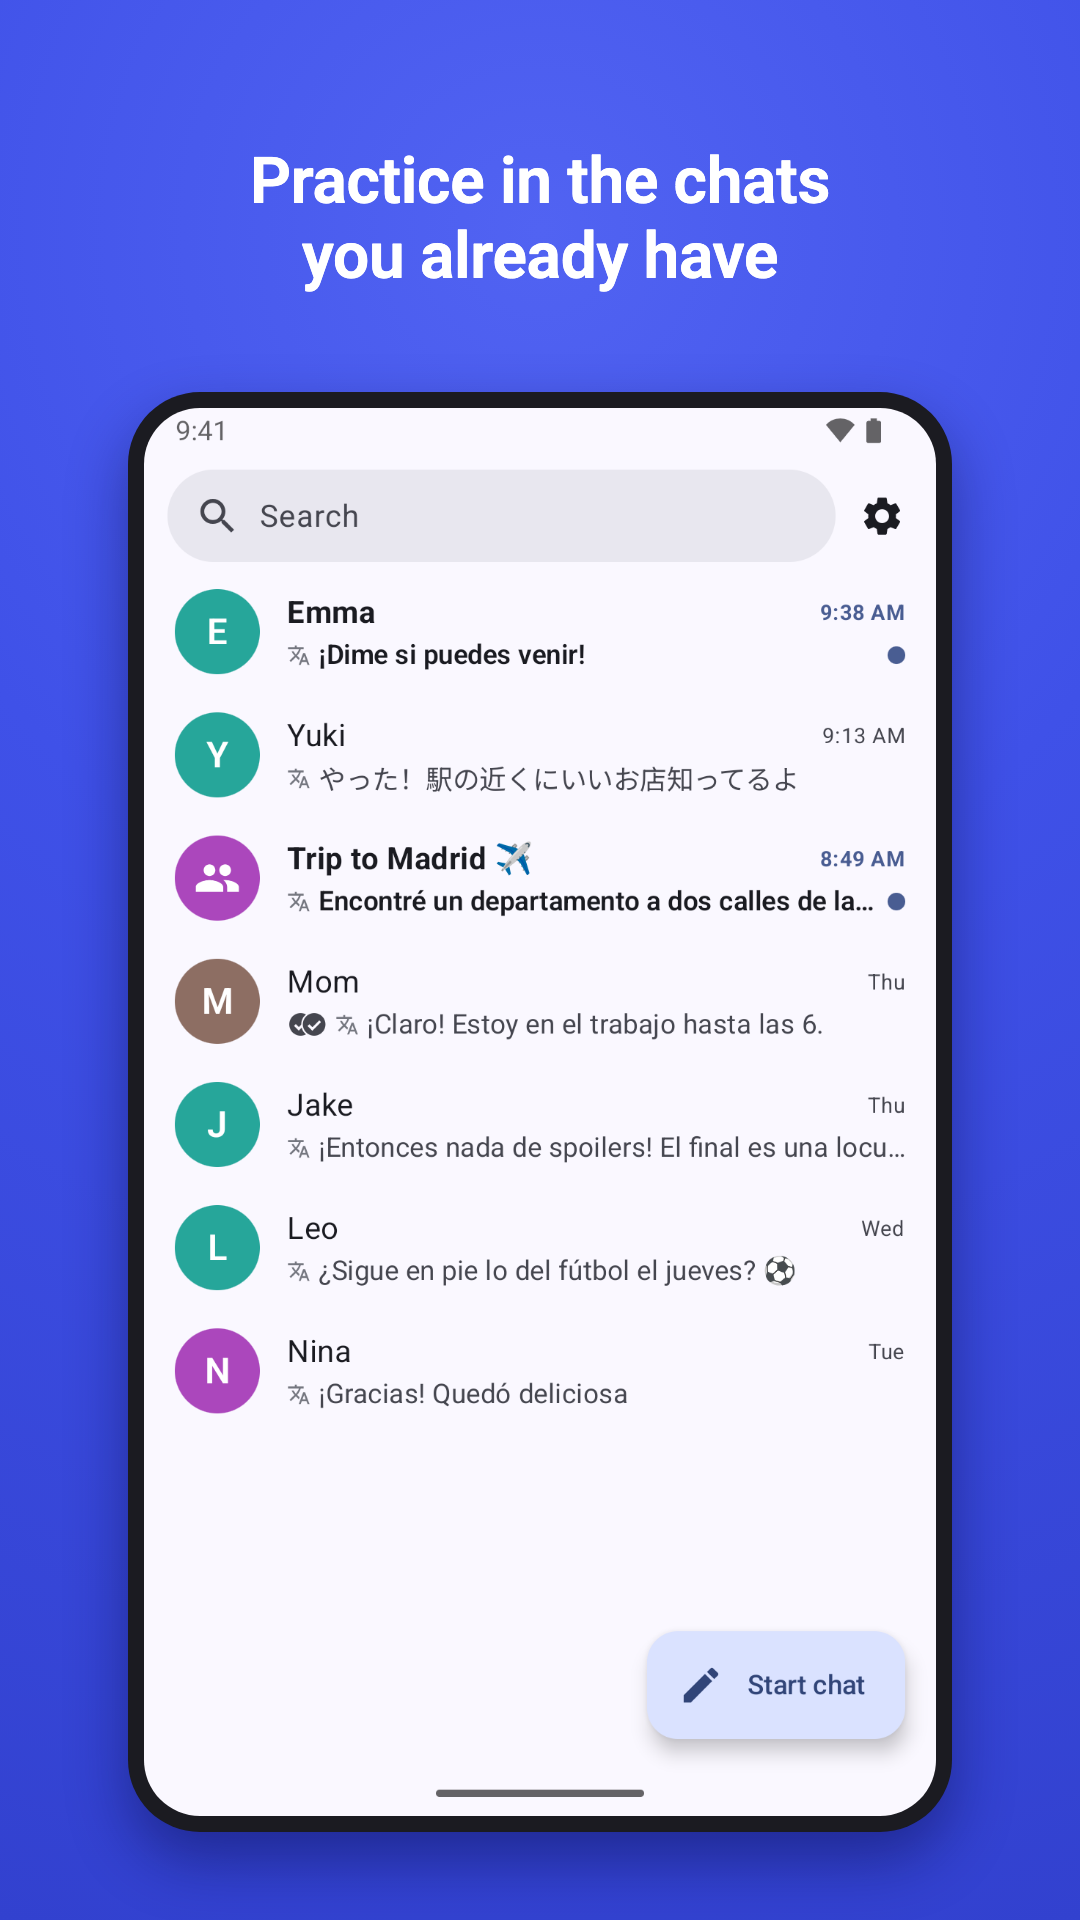 Practice in the chats
you already have
9:41
Search
E
Emma
9:38 AM
¡Dime si puedes venir!
Y
Yuki
9:13 AM
やった！駅の近くにいいお店知ってるよ
Trip to Madrid ✈️
8:49 AM
Encontré un departamento a dos calles de la…
M
Mom
Thu
¡Claro! Estoy en el trabajo hasta las 6.
J
Jake
Thu
¡Entonces nada de spoilers! El final es una locu…
L
Leo
Wed
¿Sigue en pie lo del fútbol el jueves? ⚽
N
Nina
Tue
¡Gracias! Quedó deliciosa
Start chat